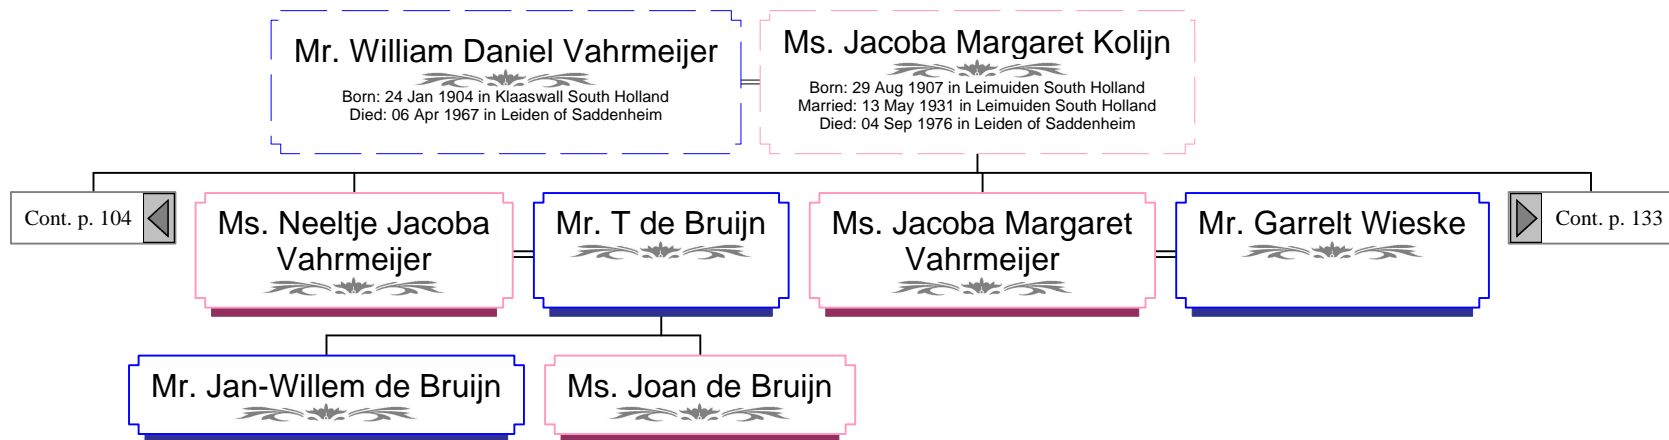 Mr. William Daniel Vahrmeijer
Born: 24 Jan 1904 in Klaaswall South Holland
Died: 06 Apr 1967 in Leiden of Saddenheim
Ms. Jacoba Margaret Kolijn
Born: 29 Aug 1907 in Leimuiden South Holland
Married: 13 May 1931 in Leimuiden South Holland
Died: 04 Sep 1976 in Leiden of Saddenheim
Cont. p. 104
Ms. Neeltje Jacoba
Vahrmeijer
Mr. T de Bruijn
Ms. Jacoba Margaret
Vahrmeijer
Mr. Garrelt Wieske
Cont. p. 133
Mr. Jan-Willem de Bruijn
Ms. Joan de Bruijn